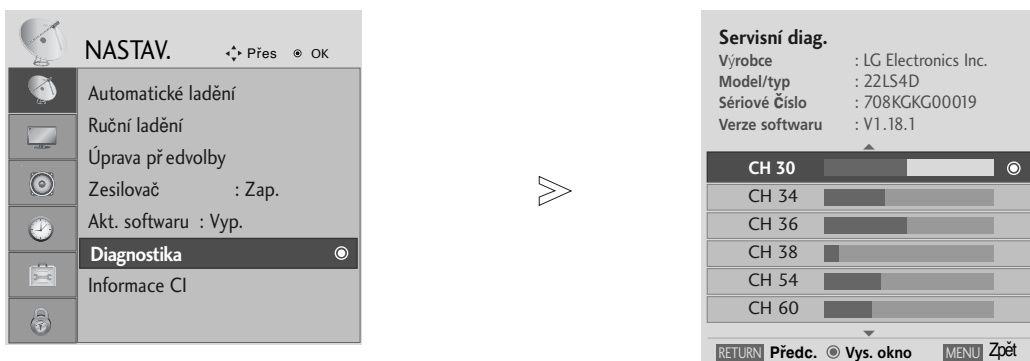 NASTAV. Přes OK
Automatické ladění
Ruční ladění
Úprava př edvolby
Zesilovač : Zap.
Akt. softwaru : Vyp.
Diagnostika
Informace CI
Servisní diag.
Výrobce : LG Electronics Inc.
Model/typ : 22LS4D
Sériové Číslo : 708KGKG00019
Verze softwaru : V1.18.1
CH 30
CH 34
CH 36
CH 38
CH 54
CH 60
RETURN Předc. Vys. okno MENU Zpět